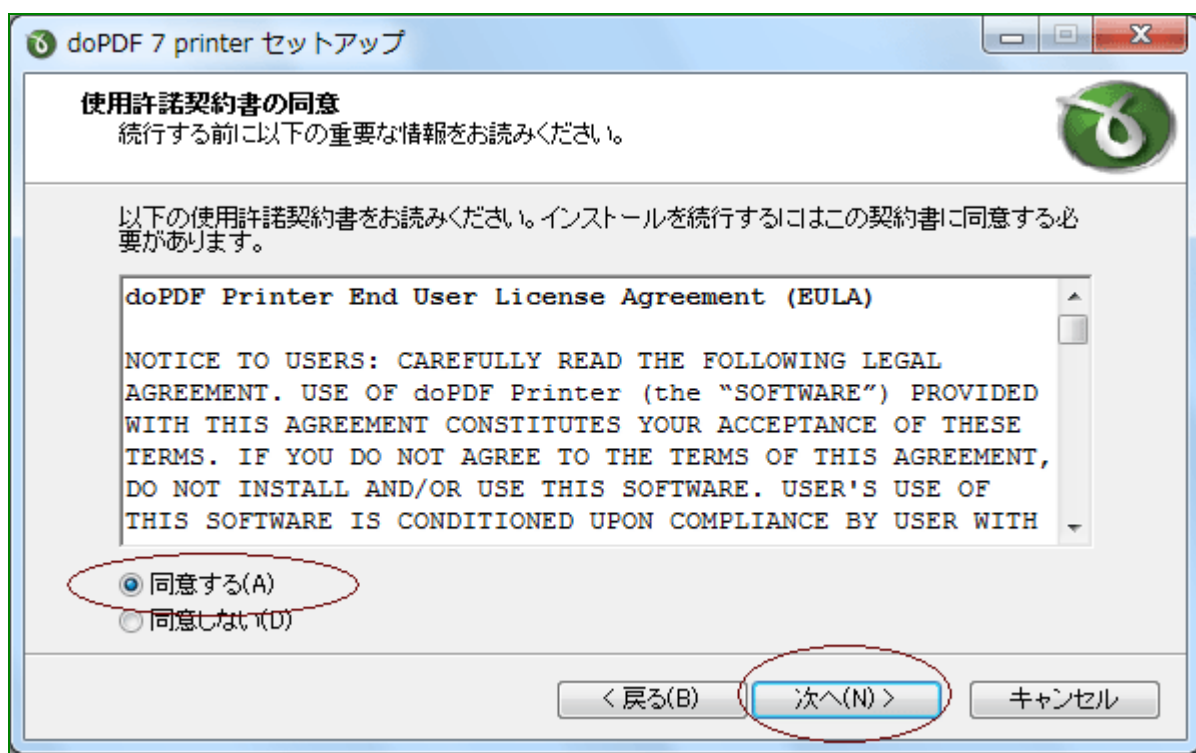 doPDF 7 printer セットアップ
使用許諾契約書の同意
続行する前に以下の重要な情報をお読みください。
以下の使用許諾契約書をお読みください。インストールを続行するにはこの契約書に同意する必
要があります。
doPDF Printer End User License Agreement (EULA)
NOTICE TO USERS: CAREFULLY READ THE FOLLOWING LEGAL
AGREEMENT. USE OF doPDF Printer (the “SOFTWARE”) PROVIDED
WITH THIS AGREEMENT CONSTITUTES YOUR ACCEPTANCE OF THESE
TERMS. IF YOU DO NOT AGREE TO THE TERMS OF THIS AGREEMENT,
DO NOT INSTALL AND/OR USE THIS SOFTWARE. USER'S USE OF
THIS SOFTWARE IS CONDITIONED UPON COMPLIANCE BY USER WITH
同意する(A)
同意しない(D)
< 戻る(B) 次へ(N) > キャンセル